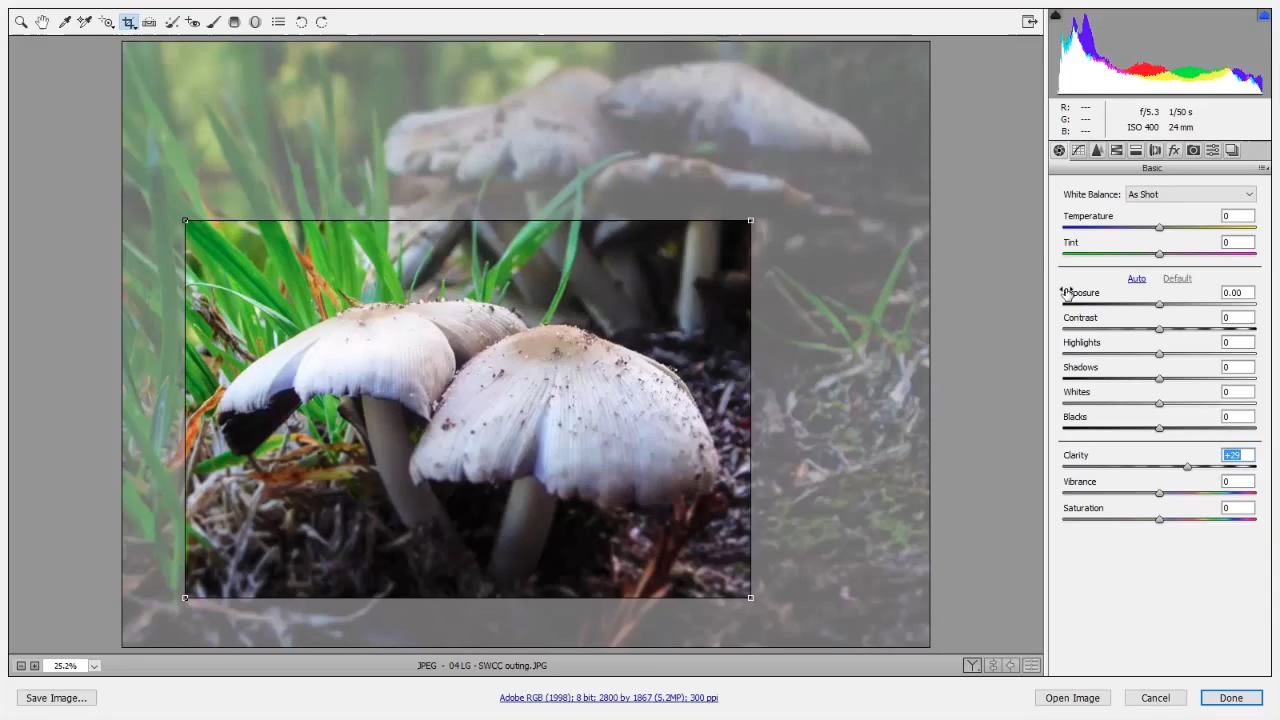 R: ---
G: ---
B: ---
f/5.3 1/50 s
ISO 400 24 mm
Basic
White Balance: As Shot
Temperature 0
Tint 0
Auto Default
xposure 0.00
Contrast 0
Highlights 0
Shadows 0
Whites 0
Blacks 0
Clarity +29
Vibrance 0
Saturation 0
25.2%
JPEG - 04 LG - SWCC outing.JPG
Y
Save Image...
Adobe RGB (1998); 8 bit; 2800 by 1867 (5.2MP); 300 ppi
Open Image
Cancel
Done